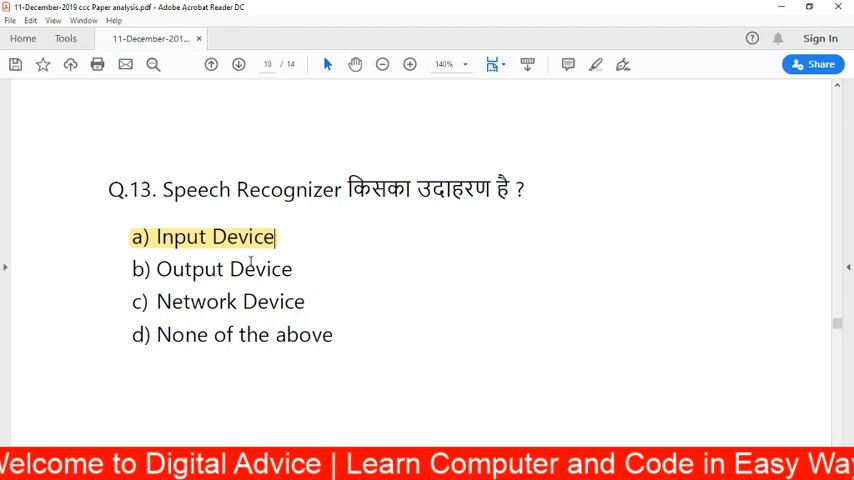 11-December-2019 ccc Paper analysis.pdf - Adobe Acrobat Reader DC
File Edit View Window Help
Home Tools 11-December-201... × Sign In
10 / 14 140% Share
Q.13. Speech Recognizer किसका उदाहरण है ?
a) Input Device
b) Output Device
c) Network Device
d) None of the above
Welcome to Digital Advice | Learn Computer and Code in Easy Way